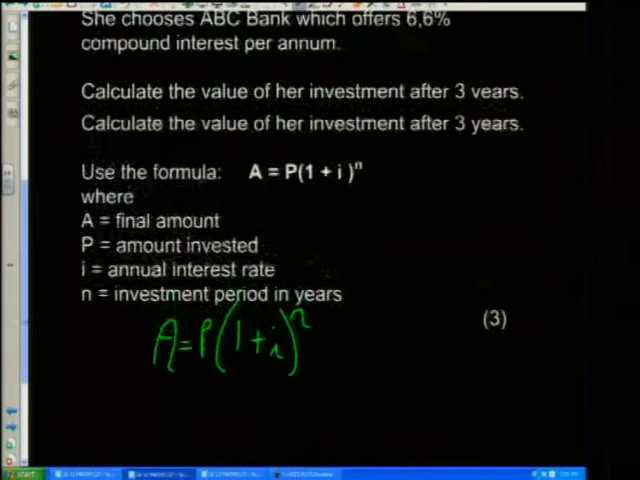 She chooses ABC Bank which offers 6,6%
compound interest per annum.
Calculate the value of her investment after 3 years.
Calculate the value of her investment after 3 years.
Use the formula: A = P(1 + i )ⁿ
where
A = final amount
P = amount invested
i = annual interest rate
n = investment period in years
(3)
A=P(1+i)ⁿ
start